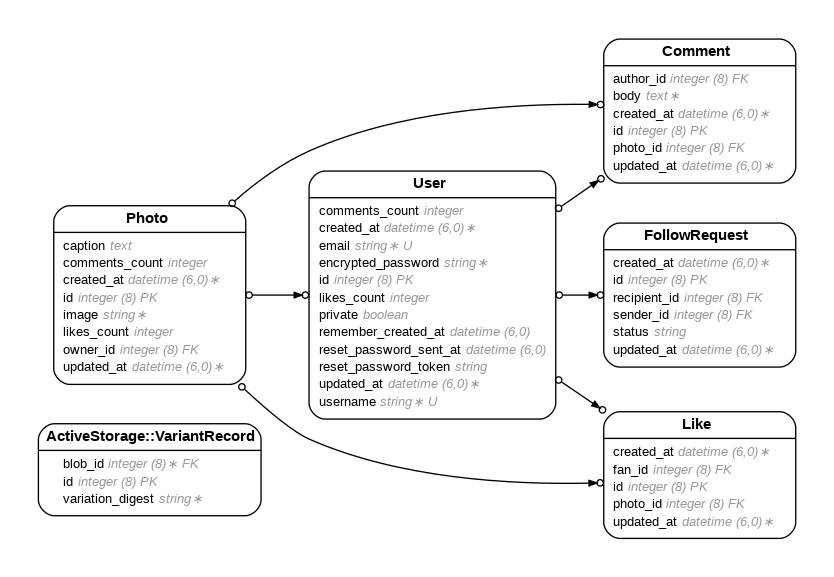 Comment
author_id integer (8) FK
body text ∗
created_at datetime (6,0) ∗
id integer (8) PK
photo_id integer (8) FK
updated_at datetime (6,0) ∗
User
comments_count integer
created_at datetime (6,0) ∗
email string ∗ U
encrypted_password string ∗
id integer (8) PK
likes_count integer
private boolean
remember_created_at datetime (6,0)
reset_password_sent_at datetime (6,0)
reset_password_token string
updated_at datetime (6,0) ∗
username string ∗ U
Photo
caption text
comments_count integer
created_at datetime (6,0) ∗
id integer (8) PK
image string ∗
likes_count integer
owner_id integer (8) FK
updated_at datetime (6,0) ∗
FollowRequest
created_at datetime (6,0) ∗
id integer (8) PK
recipient_id integer (8) FK
sender_id integer (8) FK
status string
updated_at datetime (6,0) ∗
ActiveStorage::VariantRecord
blob_id integer (8) ∗ FK
id integer (8) PK
variation_digest string ∗
Like
created_at datetime (6,0) ∗
fan_id integer (8) FK
id integer (8) PK
photo_id integer (8) FK
updated_at datetime (6,0) ∗